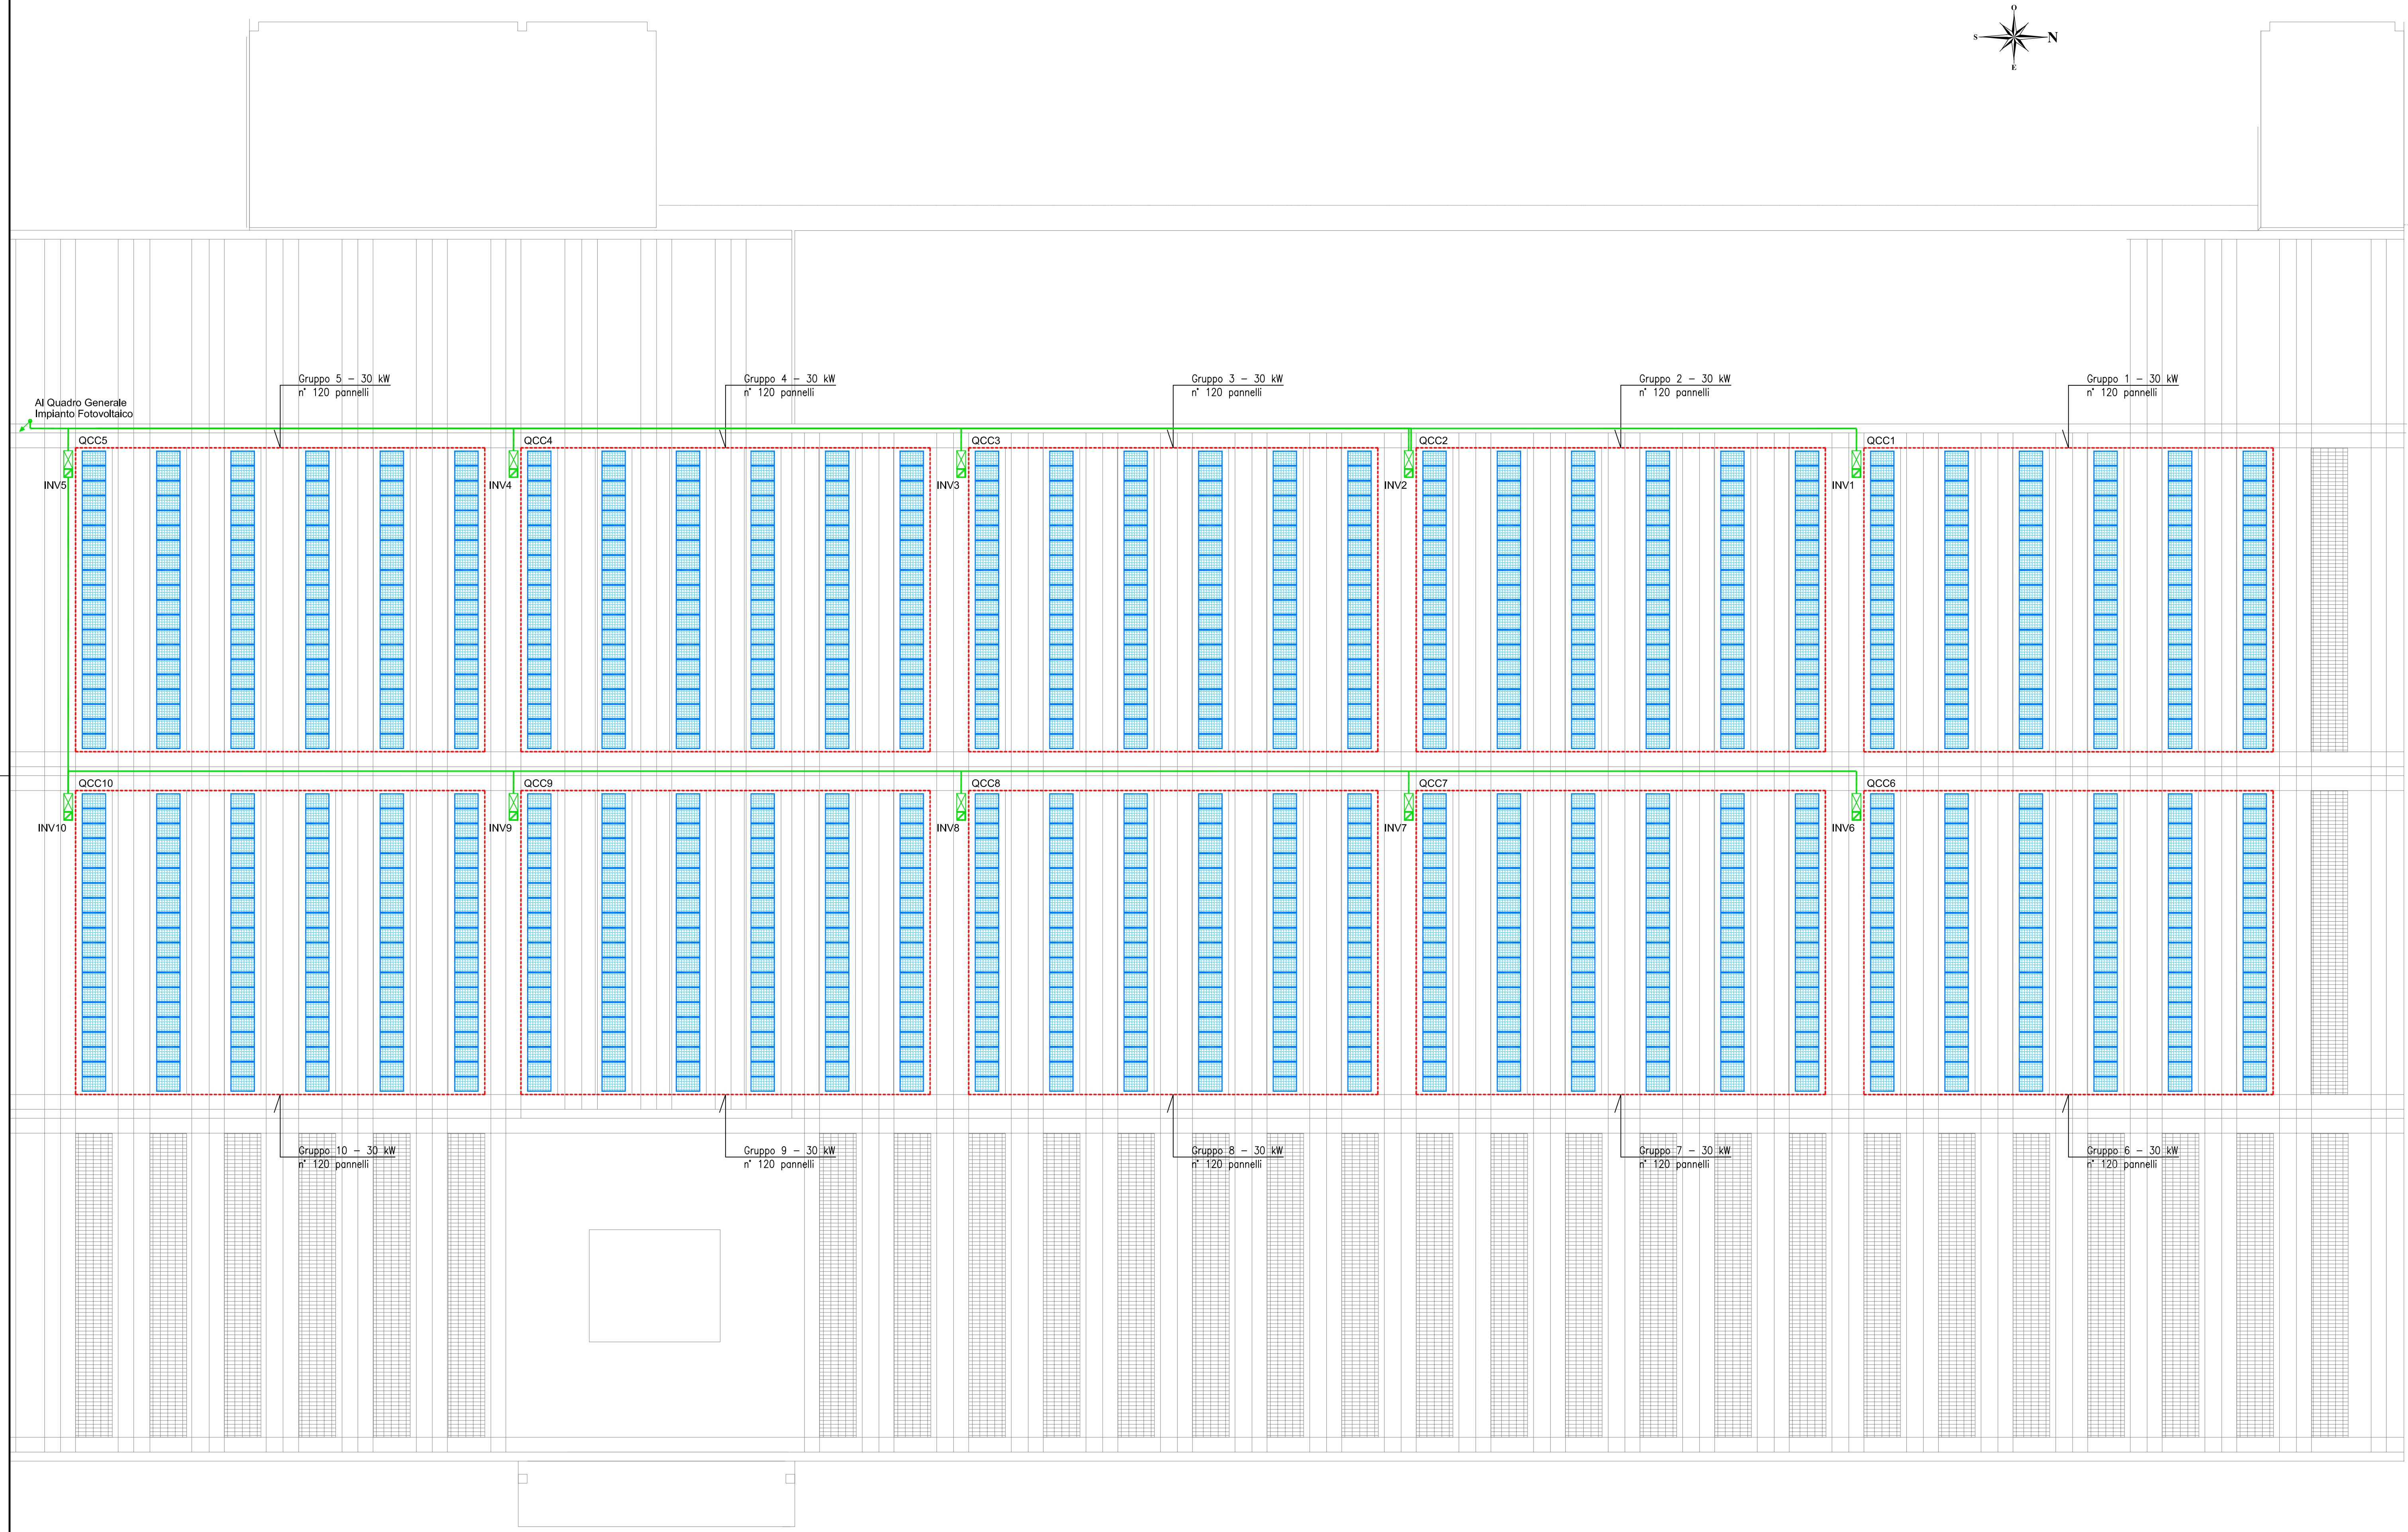 O
S
N
E
Gruppo 5 – 30 kW
n° 120 pannelli
Gruppo 4 – 30 kW
n° 120 pannelli
Gruppo 3 – 30 kW
n° 120 pannelli
Gruppo 2 – 30 kW
n° 120 pannelli
Gruppo 1 – 30 kW
n° 120 pannelli
Al Quadro Generale
Impianto Fotovoltaico
QCC5
QCC4
QCC3
QCC2
QCC1
INV5
INV4
INV3
INV2
INV1
QCC10
QCC9
QCC8
QCC7
QCC6
INV10
INV9
INV8
INV7
INV6
Gruppo 10 – 30 kW
n° 120 pannelli
Gruppo 9 – 30 kW
n° 120 pannelli
Gruppo 8 – 30 kW
n° 120 pannelli
Gruppo 7 – 30 kW
n° 120 pannelli
Gruppo 6 – 30 kW
n° 120 pannelli